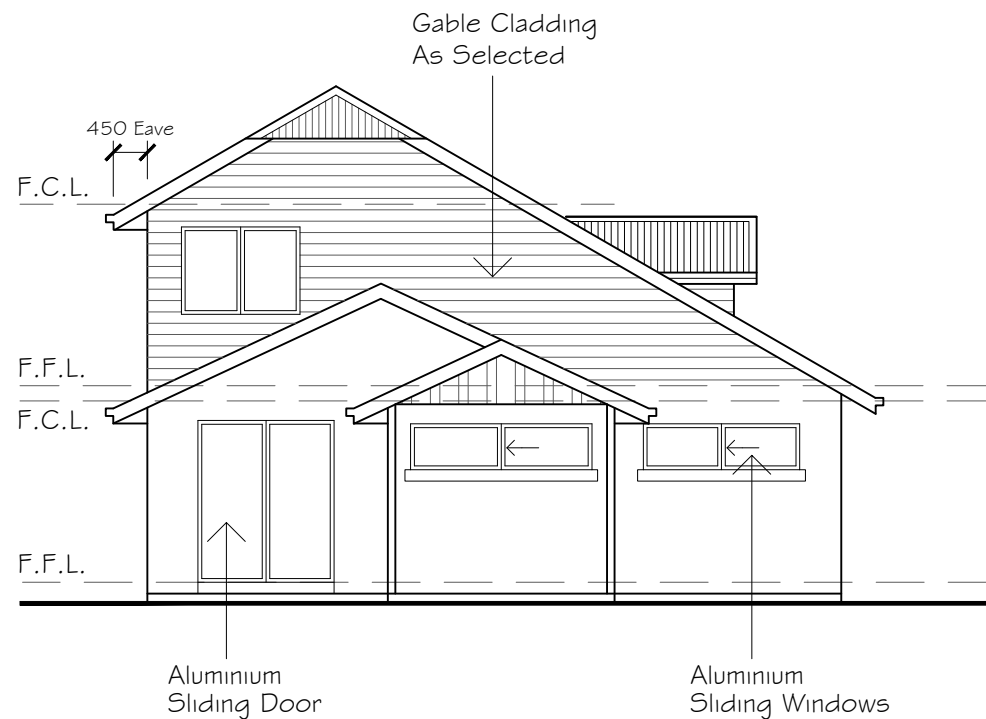 Gable Cladding
As Selected
450 Eave
F.C.L.
F.F.L.
F.C.L.
F.F.L.
Aluminium
Sliding Door
Aluminium
Sliding Windows